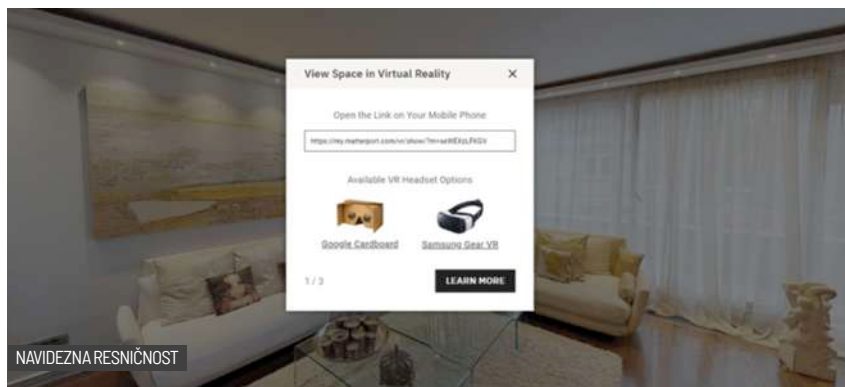 View Space in Virtual Reality ×
Open the Link on Your Mobile Phone
Available VR Headset Options
Google Cardboard Samsung Gear VR
1 / 3 LEARN MORE
NAVIDEZNA RESNIČNOST